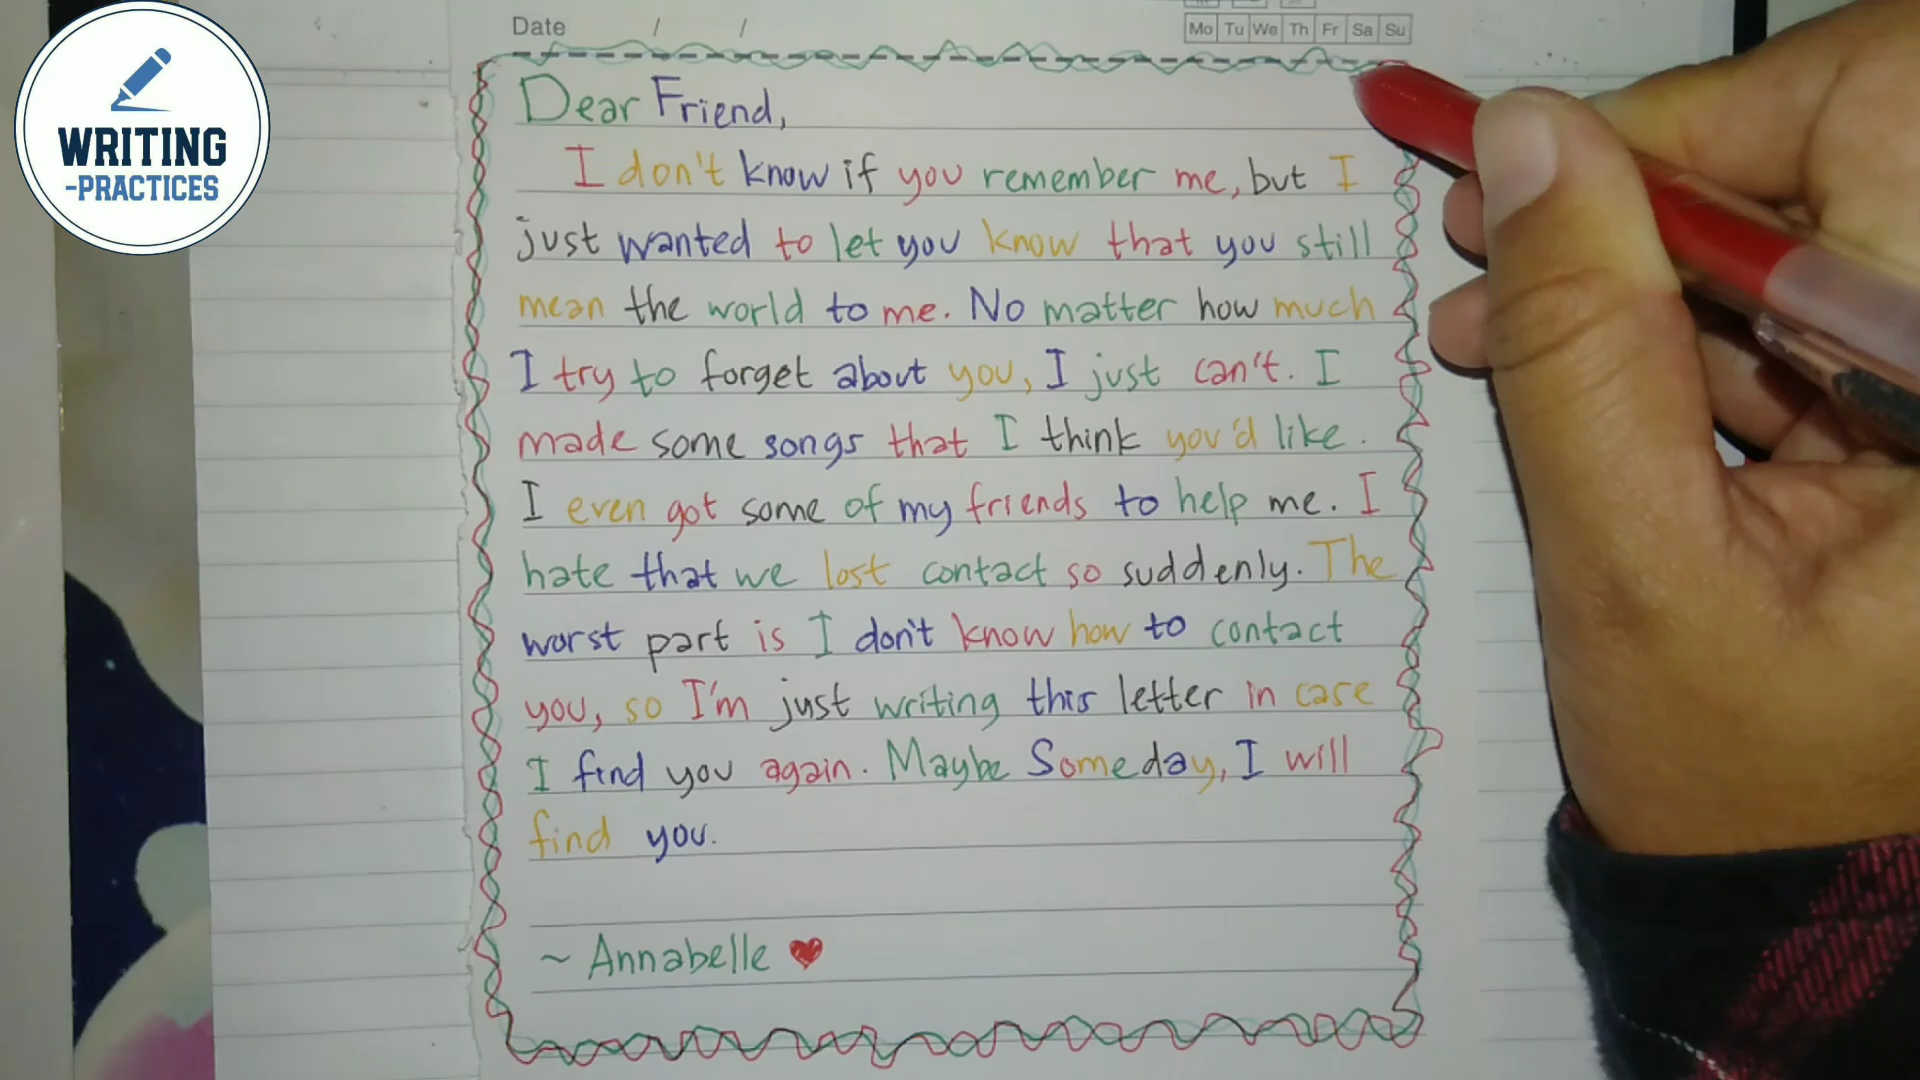 WRITING
-PRACTICES
Date / /
Mo Tu We Th Fr Sa Su
Dear Friend,
I don't know if you remember me, but I
just wanted to let you know that you still
mean the world to me. No matter how much
I try to forget about you, I just can't. I
made some songs that I think you'd like.
I even got some of my friends to help me. I
hate that we lost contact so suddenly. The
worst part is I don't know how to contact
you, so I'm just writing this letter in case
I find you again. Maybe Someday, I will
find you.
~ Annabelle ♥